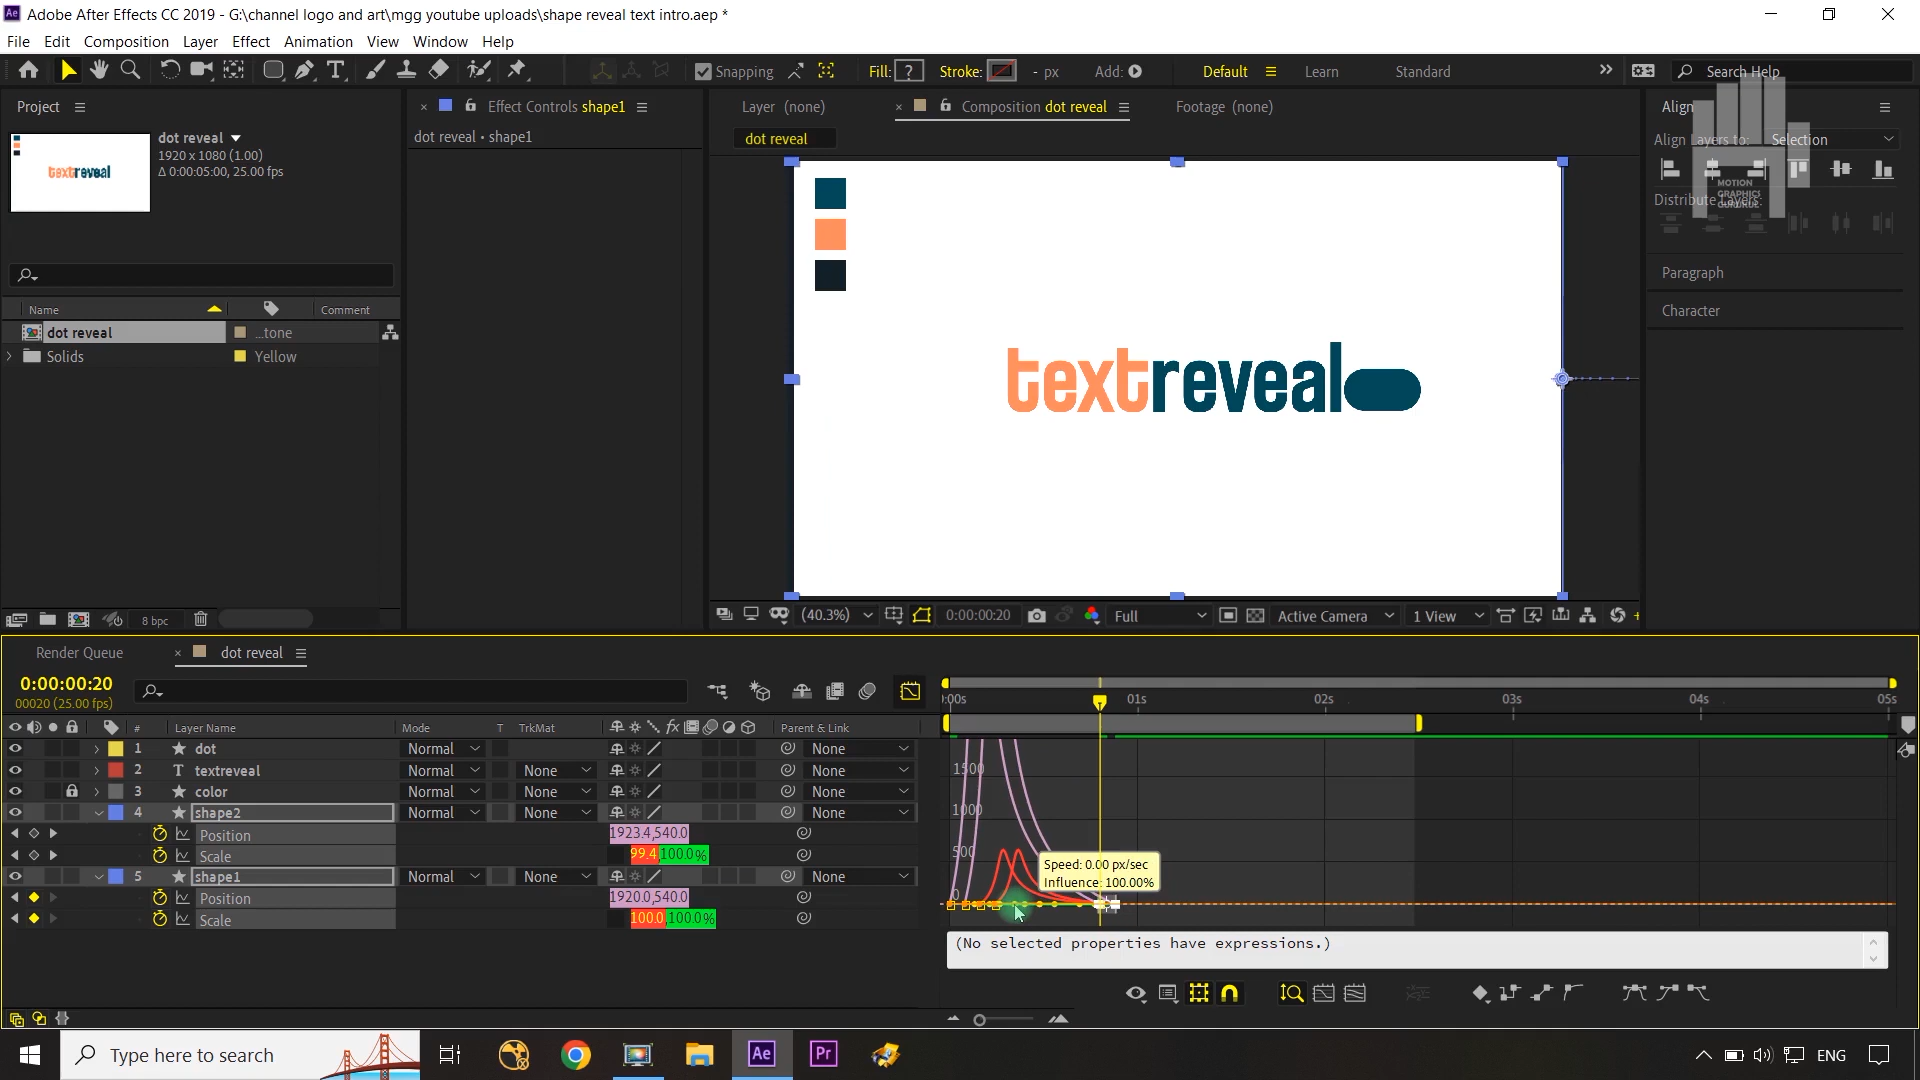 Adobe After Effects CC 2019 - G:\channel logo and art\mgg youtube uploads\shape reveal text intro.aep *
File Edit Composition Layer Effect Animation View Window Help
Snapping Fill: ? Stroke: - px Add: Default Learn Standard Search Help
Project Effect Controls shape1 Layer (none) Composition dot reveal Footage (none) Align
dot reveal
1920 x 1080 (1.00)
Δ 0:00:05:00, 25.00 fps
dot reveal • shape1
dot reveal
Align Layers to: Selection
MOTION
GRAPHICS
GURUKUL
Distribute Layers:
Paragraph
Character
Name Comment
dot reveal ...tone
Solids Yellow
textreveal
textreveal
8 bpc
(40.3%) 0:00:00:20 Full Active Camera 1 View
Render Queue dot reveal
0:00:00:20
00020 (25.00 fps)
# Layer Name Mode T TrkMat fx Parent & Link
1 dot Normal None
2 T textreveal Normal None None
3 color Normal None None
4 shape2 Normal None None
Position 1923.4,540.0
Scale 99.4,100.0%
5 shape1 Normal None None
Position 1920.0,540.0
Scale 100.0,100.0%
):00s 01s 02s 03s 04s 05s
1500
1000
500
0
Speed: 0.00 px/sec
Influence: 100.00%
(No selected properties have expressions.)
Type here to search
Ae
Pr
ENG